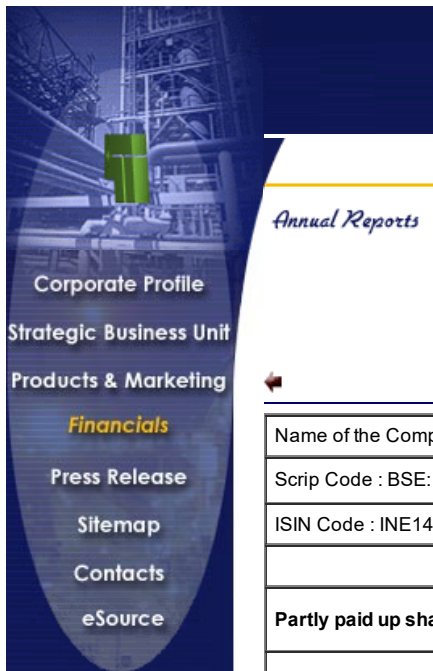 Annual Reports
Corporate Profile
Strategic Business Unit
Products & Marketing
Financials
Press Release
Sitemap
Contacts
eSource
Name of the Comp
Scrip Code : BSE:
ISIN Code : INE14
Partly paid up sha